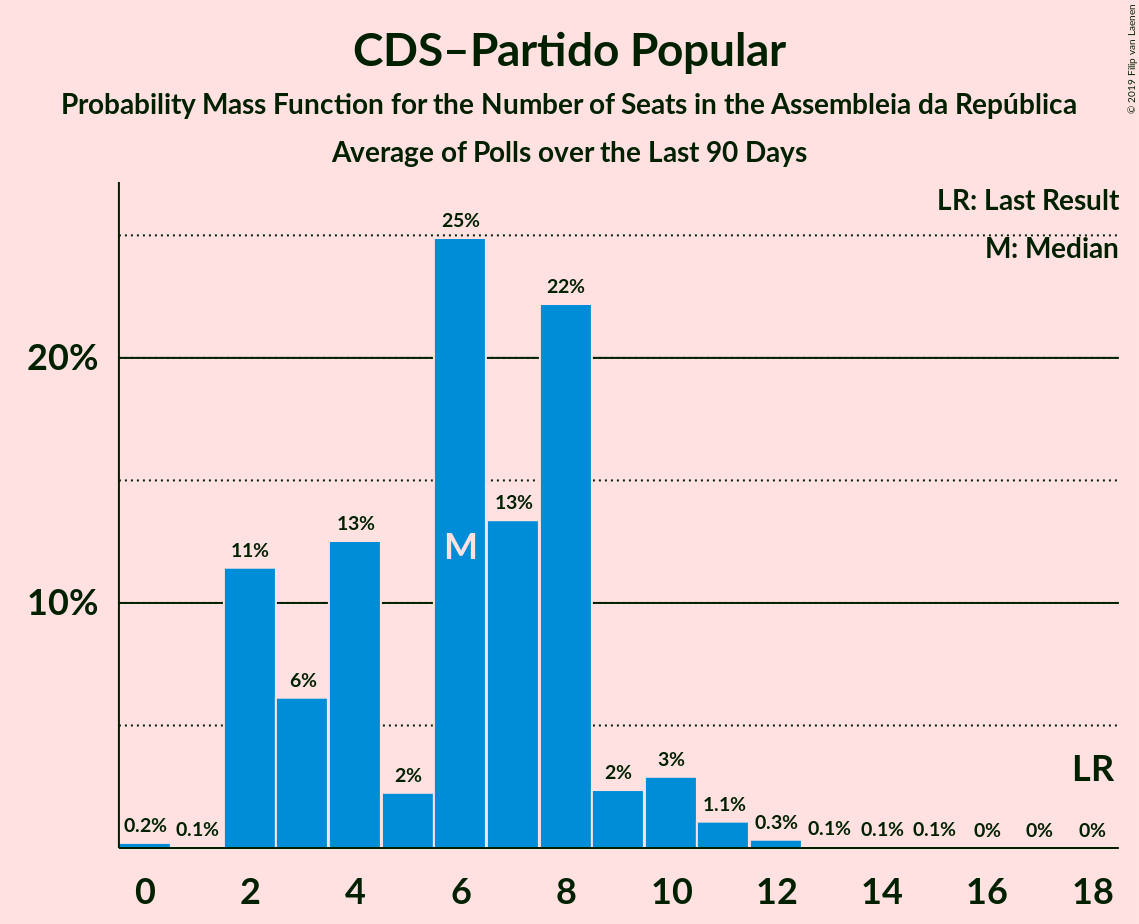 CDS–Partido Popular
Probability Mass Function for the Number of Seats in the Assembleia da República
Average of Polls over the Last 90 Days
© 2019 Filip van Laenen
LR: Last Result
M: Median
25%
22%
20%
13%
13%
M
11%
10%
6%
LR
3%
2%
2%
1.1%
0.3%
0.2%
0.1%
0.1%
0.1%
0.1%
0%
0%
0%
0 2 4 6 8 10 12 14 16 18